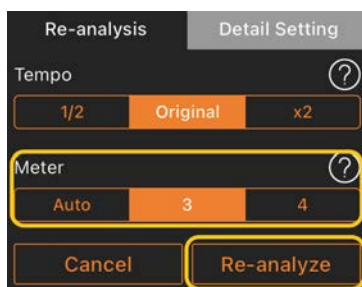 Re-analysis Detail Setting
Tempo ?
1/2 Original x2
Meter ?
Auto 3 4
Cancel Re-analyze